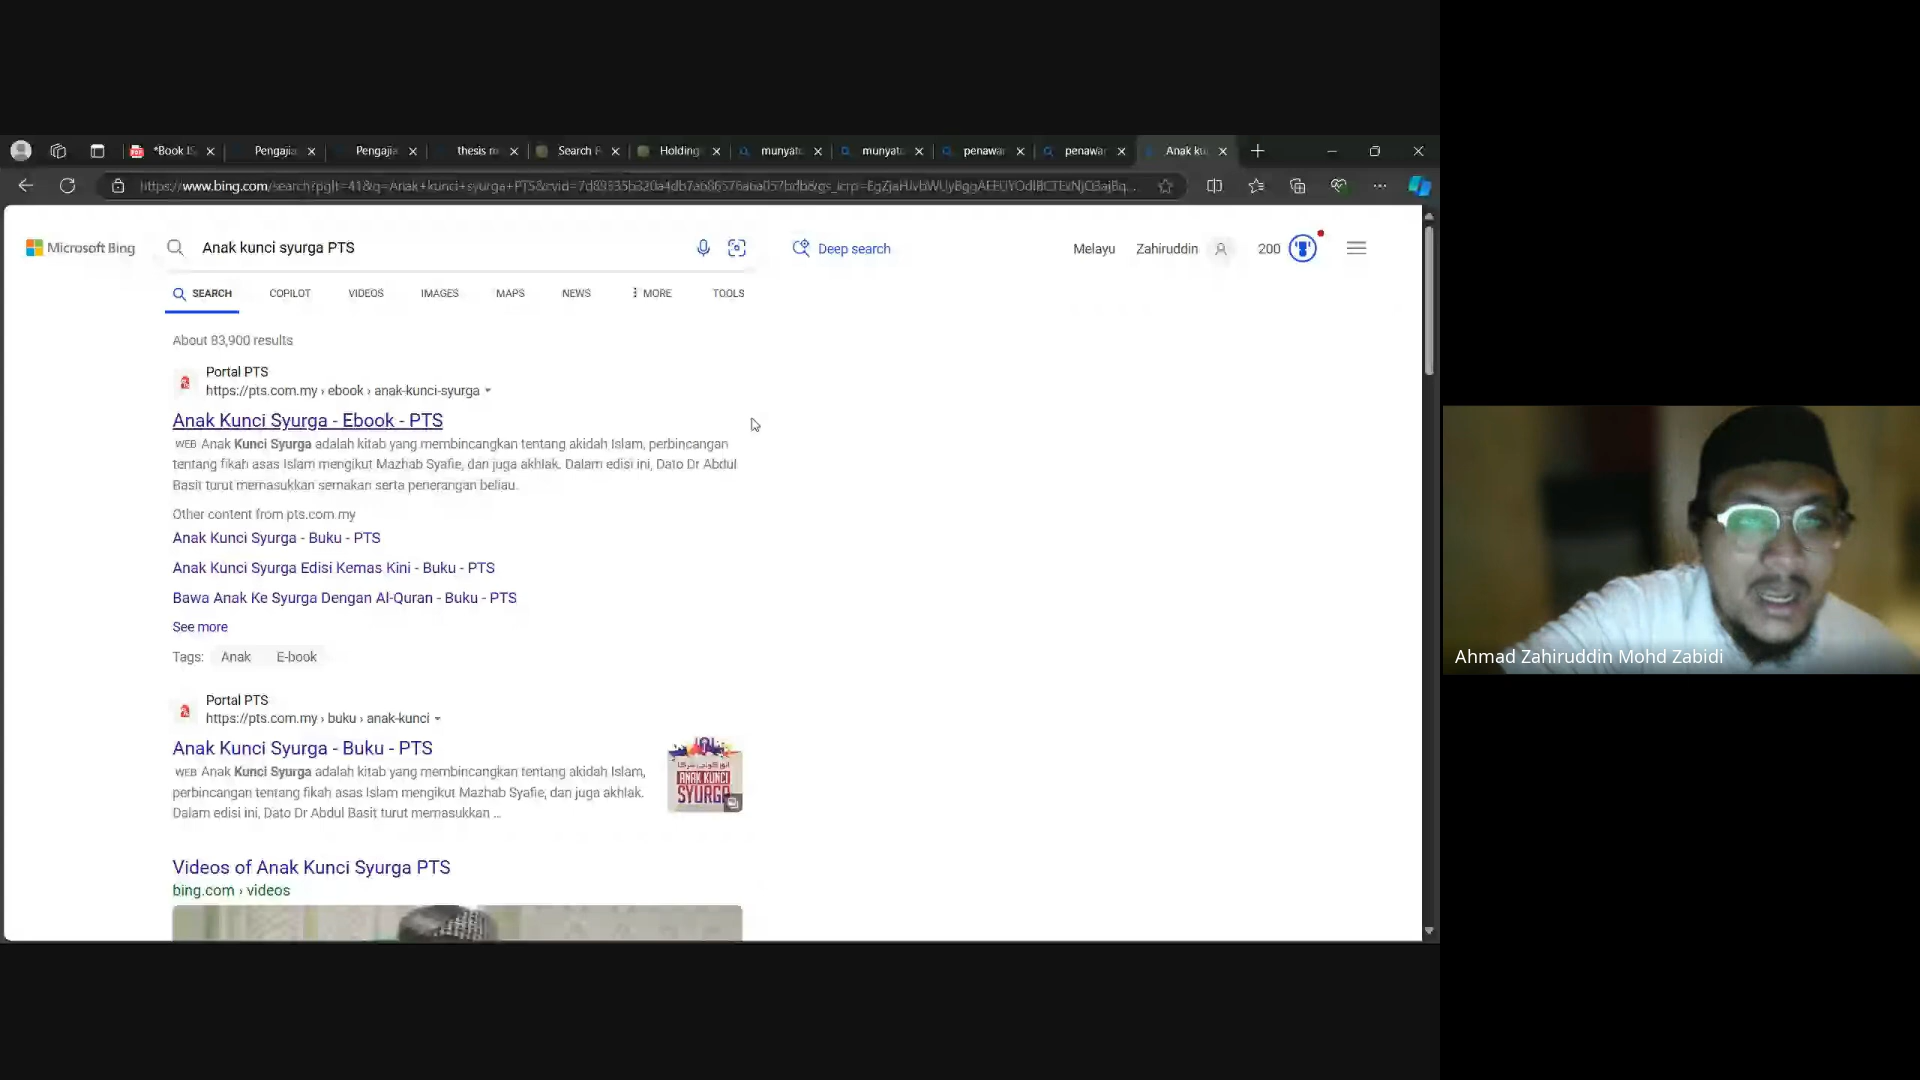 *Book IS
Pengajia
Pengajia
thesis m
Search R
Holding
munyatu
munyatu
penawar
penawar
Anak ku
Microsoft Bing
Anak kunci syurga PTS
Deep search
Melayu
Zahiruddin
200
SEARCH
COPILOT
VIDEOS
IMAGES
MAPS
NEWS
MORE
TOOLS
About 83,900 results
Portal PTS
https://pts.com.my › ebook › anak-kunci-syurga
Anak Kunci Syurga - Ebook - PTS
WEB Anak Kunci Syurga adalah kitab yang membincangkan tentang akidah Islam, perbincangan
tentang fikah asas Islam mengikut Mazhab Syafie, dan juga akhlak. Dalam edisi ini, Dato Dr Abdul
Basit turut memasukkan semakan serta penerangan beliau.
Other content from pts.com.my
Anak Kunci Syurga - Buku - PTS
Anak Kunci Syurga Edisi Kemas Kini - Buku - PTS
Bawa Anak Ke Syurga Dengan Al-Quran - Buku - PTS
See more
Tags: Anak E-book
Portal PTS
https://pts.com.my › buku › anak-kunci
Anak Kunci Syurga - Buku - PTS
WEB Anak Kunci Syurga adalah kitab yang membincangkan tentang akidah Islam,
perbincangan tentang fikah asas Islam mengikut Mazhab Syafie, dan juga akhlak.
Dalam edisi ini, Dato Dr Abdul Basit turut memasukkan ...
ANAK KUNCI
SYURGA
Videos of Anak Kunci Syurga PTS
bing.com › videos
Ahmad Zahiruddin Mohd Zabidi